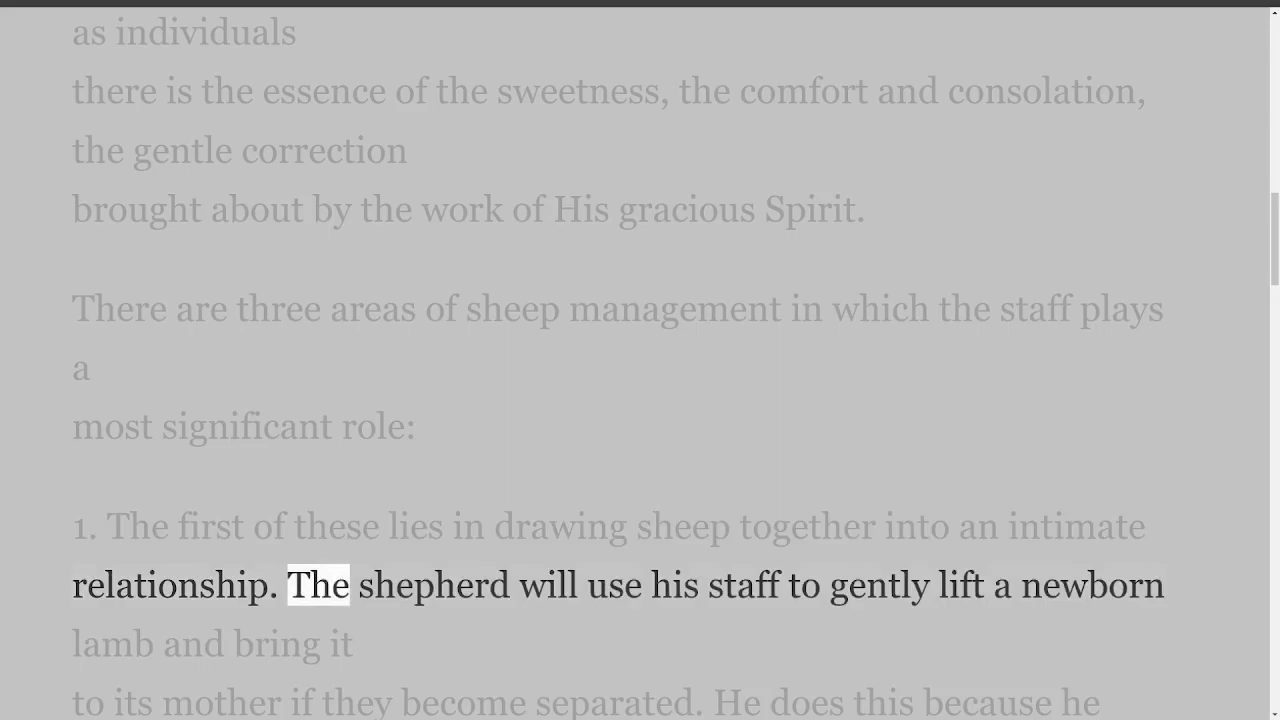 as individuals
there is the essence of the sweetness, the comfort and consolation,
the gentle correction
brought about by the work of His gracious Spirit.
There are three areas of sheep management in which the staff plays
a
most significant role:
1. The first of these lies in drawing sheep together into an intimate
relationship. The shepherd will use his staff to gently lift a newborn
lamb and bring it
to its mother if they become separated. He does this because he